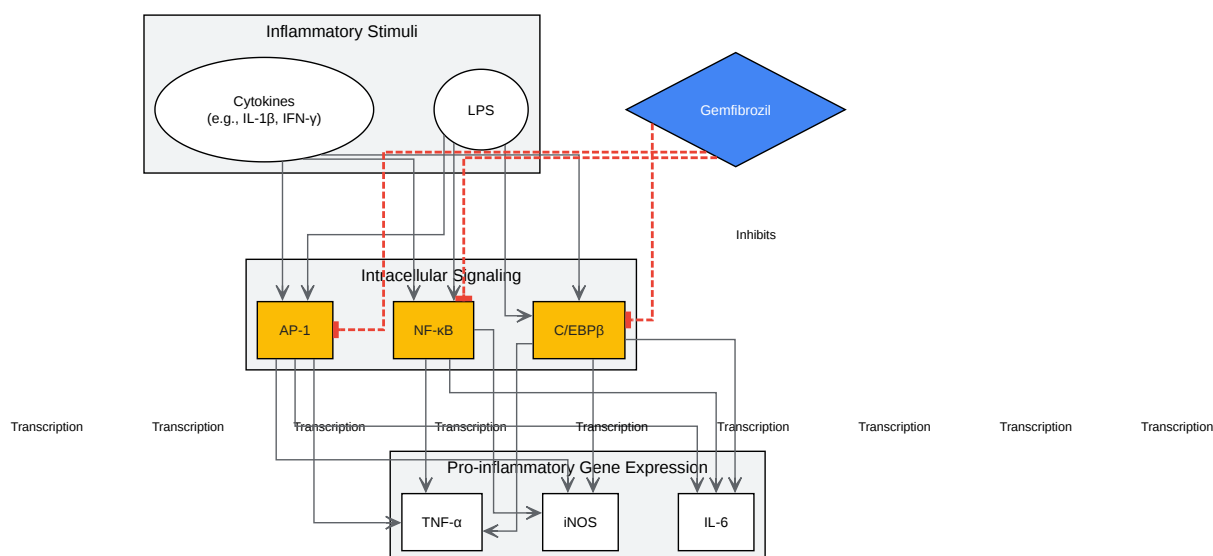 Inflammatory Stimuli
Cytokines
(e.g., IL-1β, IFN-γ)
LPS
Gemfibrozil
Inhibits
Intracellular Signaling
AP-1
NF-κB
C/EBPβ
Transcription
Transcription
Transcription
Transcription
Transcription
Transcription
Transcription
Transcription
Transcription
Pro-inflammatory Gene Expression
TNF-α
iNOS
IL-6